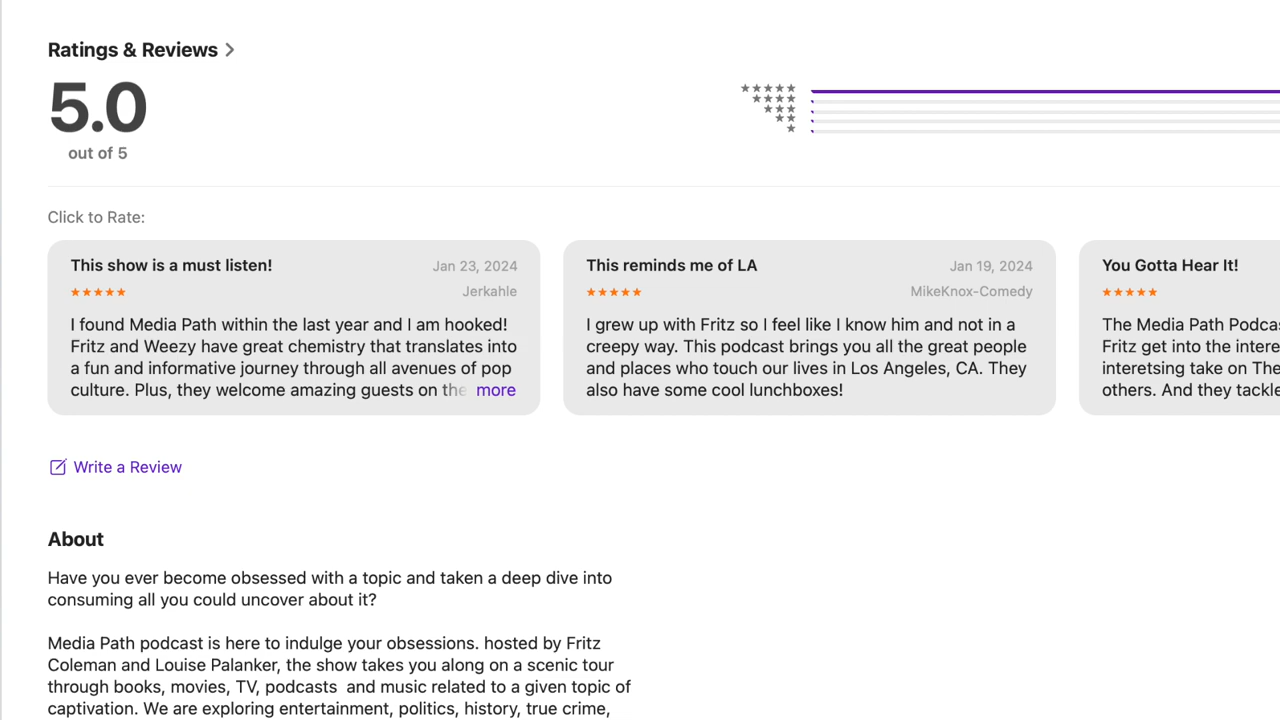 Ratings & Reviews
5.0
out of 5
Click to Rate:
This show is a must listen!
Jan 23, 2024
Jerkahle
I found Media Path within the last year and I am hooked!
Fritz and Weezy have great chemistry that translates into
a fun and informative journey through all avenues of pop
culture. Plus, they welcome amazing guests on the more
This reminds me of LA
Jan 19, 2024
MikeKnox-Comedy
I grew up with Fritz so I feel like I know him and not in a
creepy way. This podcast brings you all the great people
and places who touch our lives in Los Angeles, CA. They
also have some cool lunchboxes!
You Gotta Hear It!
The Media Path Podcas
Fritz get into the intere
interetsing take on The
others. And they tackle
Write a Review
About
Have you ever become obsessed with a topic and taken a deep dive into
consuming all you could uncover about it?
Media Path podcast is here to indulge your obsessions. hosted by Fritz
Coleman and Louise Palanker, the show takes you along on a scenic tour
through books, movies, TV, podcasts  and music related to a given topic of
captivation. We are exploring entertainment, politics, history, true crime,